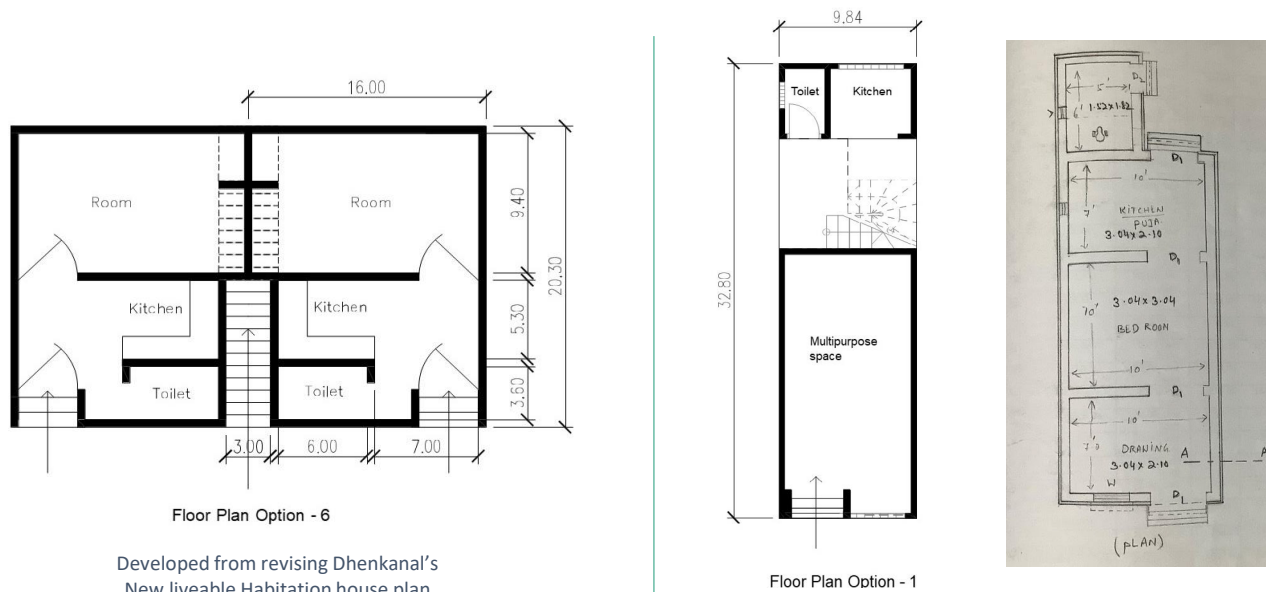 16.00
Room
Room
9.40
20.30
Kitchen
Kitchen
5.30
Toilet
Toilet
3.60
3.00
6.00
7.00
Floor Plan Option - 6
Developed from revising Dhenkanal's
New liveable Habitation house plan
9.84
Toilet
Kitchen
32.80
Multipurpose
space
Floor Plan Option - 1
5'
D2
6'
1.52x1.82
D1
10'
7'
KITCHEN
PUJA
3.04x2.10
D1
10'
3.04x3.04
BED ROOM
10'
D1
10'
DRAWING
3.04x2.10
A
A
W
D1
(PLAN)